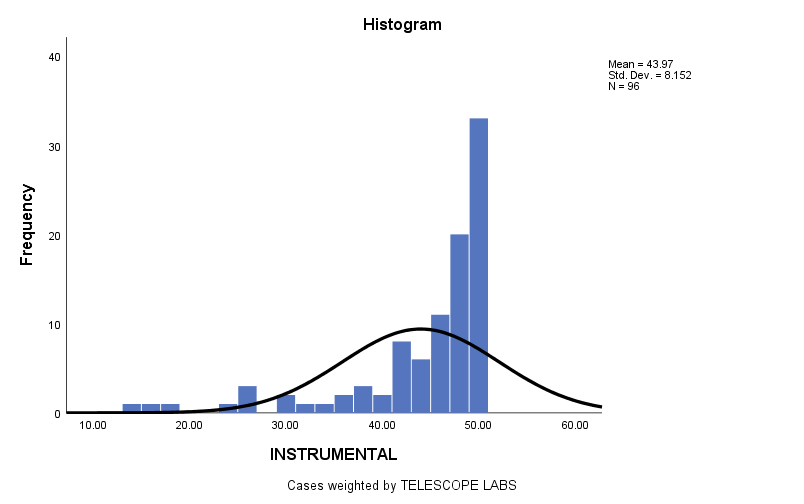 Histogram
Mean = 43.97
Std. Dev. = 8.152
N = 96
Frequency
40
30
20
10
0
10.00 20.00 30.00 40.00 50.00 60.00
INSTRUMENTAL
Cases weighted by TELESCOPE LABS